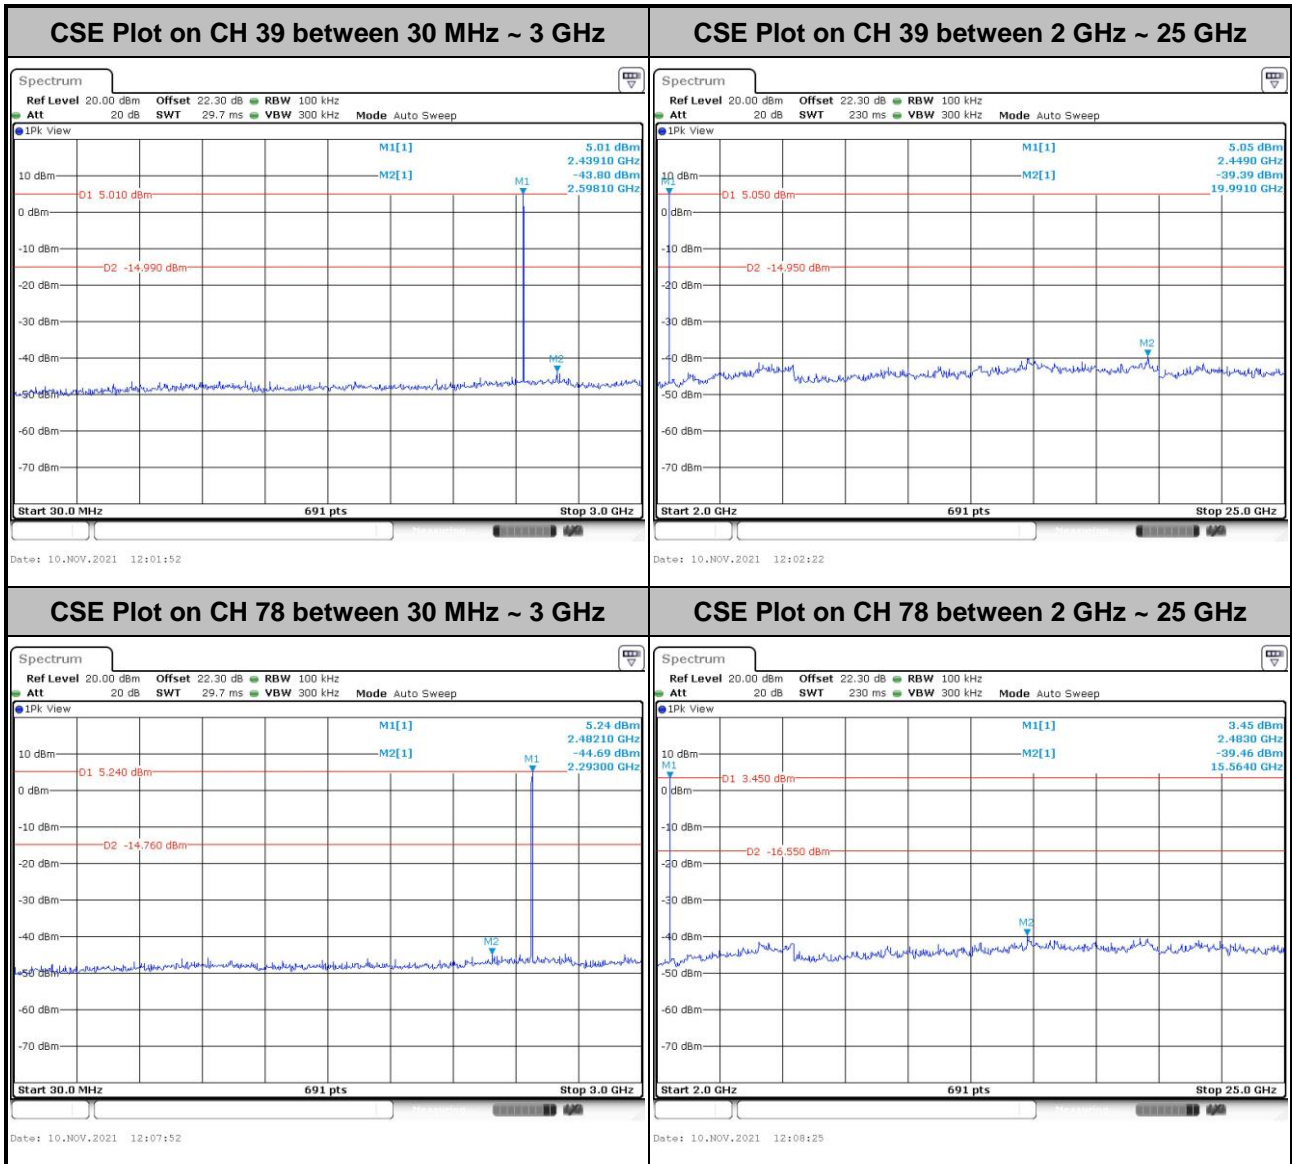 CSE Plot on CH 39 between 30 MHz ~ 3 GHz
CSE Plot on CH 39 between 2 GHz ~ 25 GHz
Spectrum
Ref Level 20.00 dBm Offset 22.30 dB RBW 100 kHz
Att 20 dB SWT 29.7 ms VBW 300 kHz Mode Auto Sweep
1Pk View
M1[1] 5.01 dBm
2.43910 GHz
10 dBm
M2[1] -43.80 dBm
2.59810 GHz
M1
D1 5.010 dBm
0 dBm
-10 dBm
D2 -14.990 dBm
-20 dBm
-30 dBm
-40 dBm
M2
-50 dBm
-60 dBm
-70 dBm
Start 30.0 MHz 691 pts Stop 3.0 GHz
Measuring
Date: 10.NOV.2021 12:01:52
Spectrum
Ref Level 20.00 dBm Offset 22.30 dB RBW 100 kHz
Att 20 dB SWT 230 ms VBW 300 kHz Mode Auto Sweep
1Pk View
M1[1] 5.05 dBm
2.4490 GHz
10 dBm
M2[1] -39.39 dBm
19.9910 GHz
M1
D1 5.050 dBm
0 dBm
-10 dBm
D2 -14.950 dBm
-20 dBm
-30 dBm
M2
-40 dBm
-50 dBm
-60 dBm
-70 dBm
Start 2.0 GHz 691 pts Stop 25.0 GHz
Measuring
Date: 10.NOV.2021 12:02:22
CSE Plot on CH 78 between 30 MHz ~ 3 GHz
CSE Plot on CH 78 between 2 GHz ~ 25 GHz
Spectrum
Ref Level 20.00 dBm Offset 22.30 dB RBW 100 kHz
Att 20 dB SWT 29.7 ms VBW 300 kHz Mode Auto Sweep
1Pk View
M1[1] 5.24 dBm
2.48210 GHz
10 dBm
M2[1] -44.69 dBm
2.29300 GHz
M1
D1 5.240 dBm
0 dBm
-10 dBm
D2 -14.760 dBm
-20 dBm
-30 dBm
-40 dBm
M2
-50 dBm
-60 dBm
-70 dBm
Start 30.0 MHz 691 pts Stop 3.0 GHz
Measuring
Date: 10.NOV.2021 12:07:52
Spectrum
Ref Level 20.00 dBm Offset 22.30 dB RBW 100 kHz
Att 20 dB SWT 230 ms VBW 300 kHz Mode Auto Sweep
1Pk View
M1[1] 3.45 dBm
2.4830 GHz
10 dBm
M2[1] -39.46 dBm
15.5640 GHz
M1
D1 3.450 dBm
0 dBm
-10 dBm
D2 -16.550 dBm
-20 dBm
-30 dBm
M2
-40 dBm
-50 dBm
-60 dBm
-70 dBm
Start 2.0 GHz 691 pts Stop 25.0 GHz
Measuring
Date: 10.NOV.2021 12:08:25